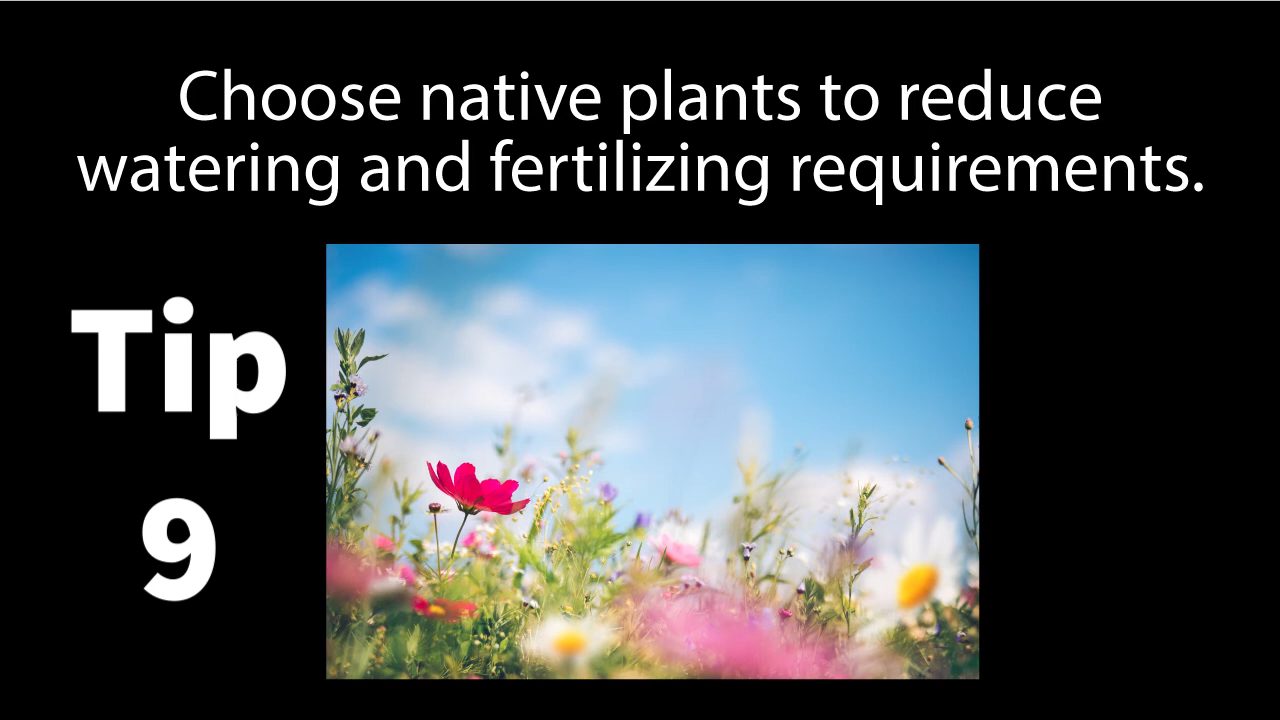 Choose native plants to reduce
watering and fertilizing requirements.
Tip
9